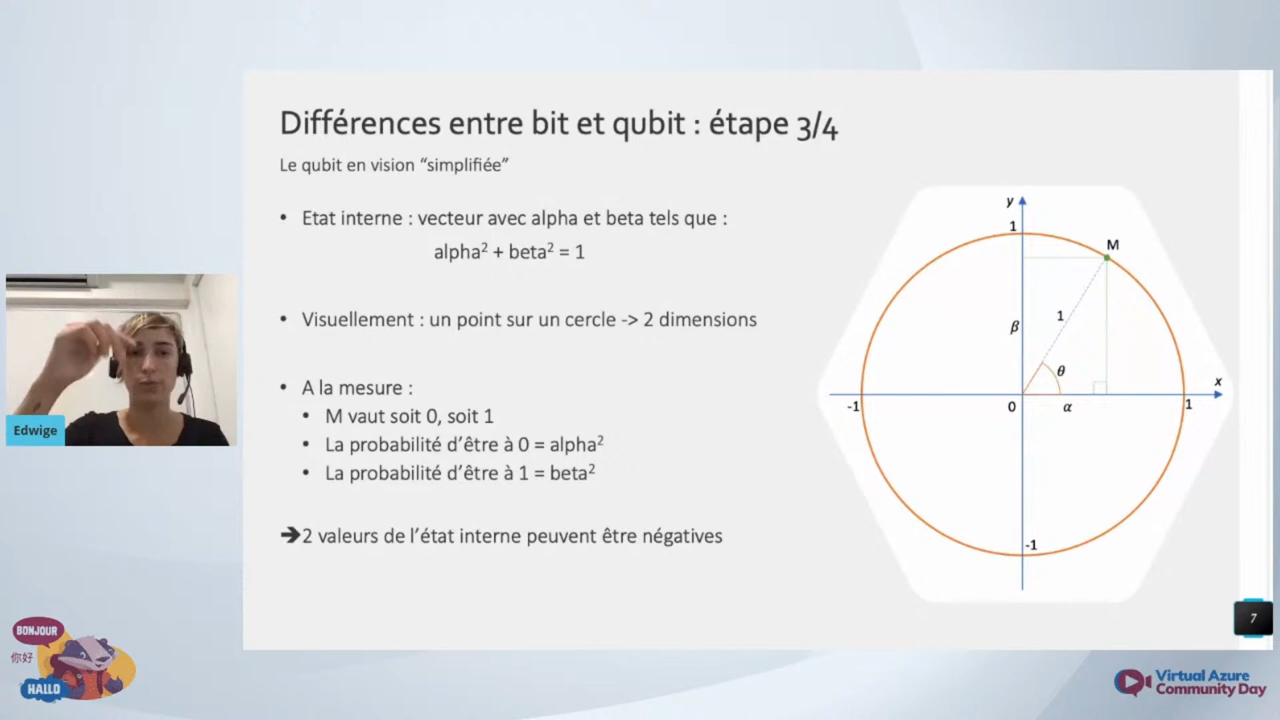 Différences entre bit et qubit : étape 3/4
Le qubit en vision “simplifiée”
• Etat interne : vecteur avec alpha et beta tels que :
alpha² + beta² = 1
• Visuellement : un point sur un cercle -> 2 dimensions
• A la mesure :
• M vaut soit 0, soit 1
• La probabilité d’être à 0 = alpha²
• La probabilité d’être à 1 = beta²
➔2 valeurs de l’état interne peuvent être négatives
y
1
M
1
β
θ
x
-1
0
α
1
-1
7
Edwige
BONJOUR
你好
HALLO
Virtual Azure
Community Day